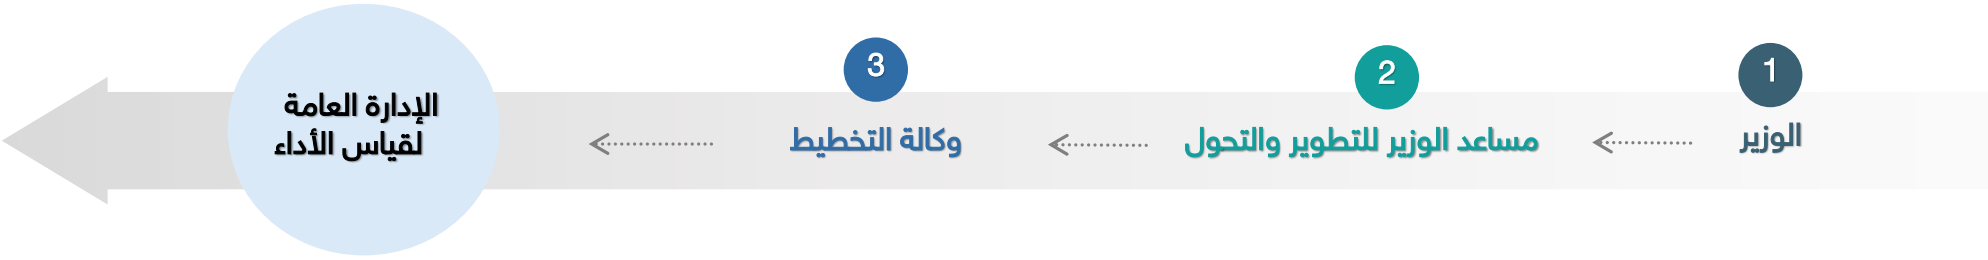 1
الوزير
2
مساعد الوزير للتطوير والتحول
3
وكالة التخطيط
الإدارة العامة
لقياس الأداء